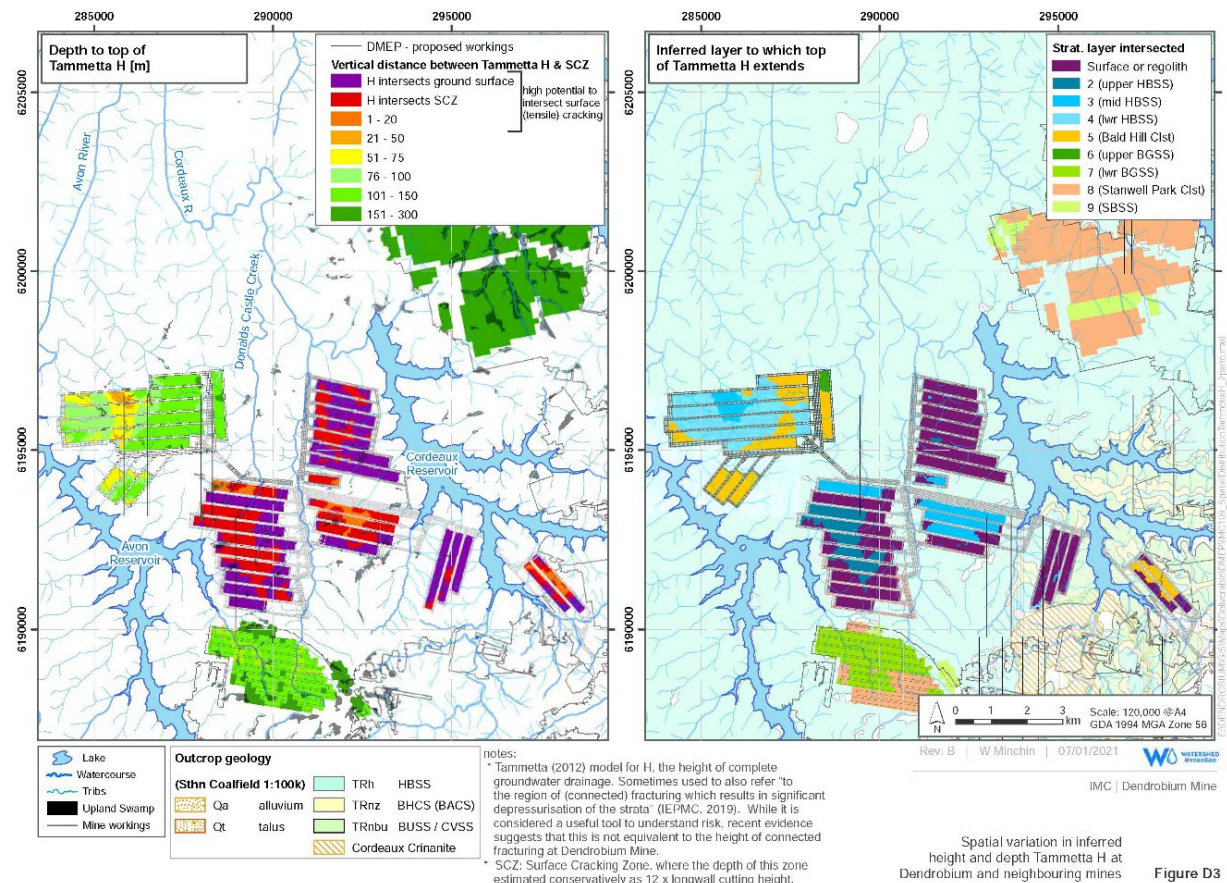 285000 290000 295000
285000 290000 295000
Depth to top of
Tammetta H [m]
DMEP - proposed workings
Vertical distance between Tammetta H & SCZ
H intersects ground surface
H intersects SCZ
1 - 20
21 - 50
51 - 75
76 - 100
101 - 150
151 - 300
high potential to
intersect surface
(tensile) cracking
6205000
6200000
6195000
6190000
Avon River
Cordeaux R
Donalds Castle Creek
Cordeaux
Reservoir
Avon
Reservoir
285000 290000 295000
Inferred layer to which top
of Tammetta H extends
Strat. layer intersected
Surface or regolith
2 (upper HBSS)
3 (mid HBSS)
4 (lwr HBSS)
5 (Bald Hill Clst)
6 (upper BGSS)
7 (lwr BGSS)
8 (Stanwell Park Clst)
9 (SBSS)
6205000
6200000
6195000
6190000
N
0 1 2 3
km
Scale: 120,000 @A4
GDA 1994 MGA Zone 56
285000 290000 295000
Lake
Watercourse
Tribs
Upland Swamp
Mine workings
Outcrop geology
(Sthn Coalfield 1:100k)
Qa alluvium
Qt talus
TRh HBSS
TRnz BHCS (BACS)
TRnbu BUSS / CVSS
Cordeaux Crinanite
notes:
* Tammetta (2012) model for H, the height of complete
groundwater drainage. Sometimes used to also refer "to
the region of (connected) fracturing which results in significant
depressurisation of the strata" (IEPMC, 2019). While it is
considered a useful tool to understand risk, recent evidence
suggests that this is not equivalent to the height of connected
fracturing at Dendrobium Mine.
* SCZ: Surface Cracking Zone, where the depth of this zone
estimated conservatively as 12 x longwall cutting height.
Rev: B | W Minchin | 07/01/2021
WATERSHED
HYDROGEO
IMC | Dendrobium Mine
Spatial variation in inferred
height and depth Tammetta H at
Dendrobium and neighbouring mines
Figure D3